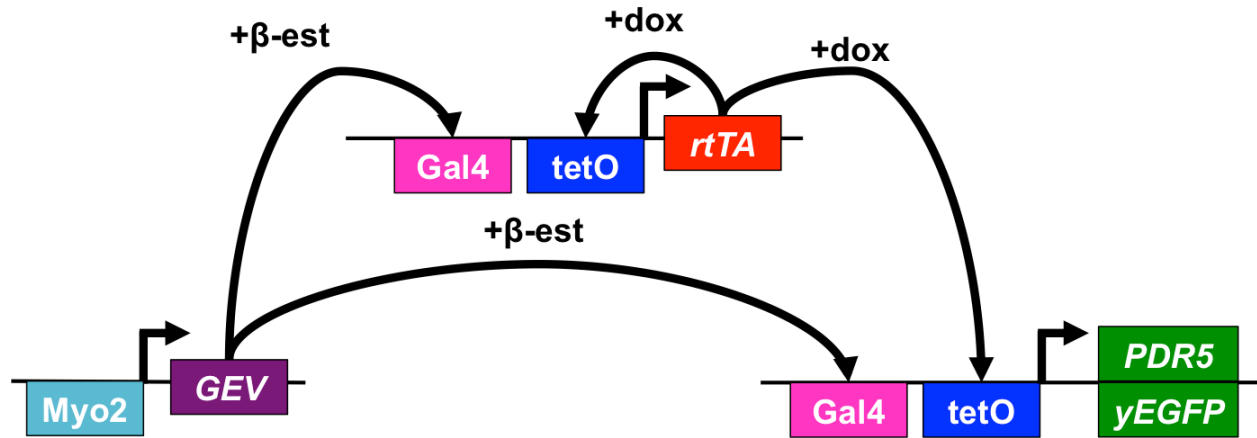 +β-est
+dox
+dox
Gal4
tetO
rtTA
+β-est
Myo2
GEV
Gal4
tetO
PDR5
yEGFP